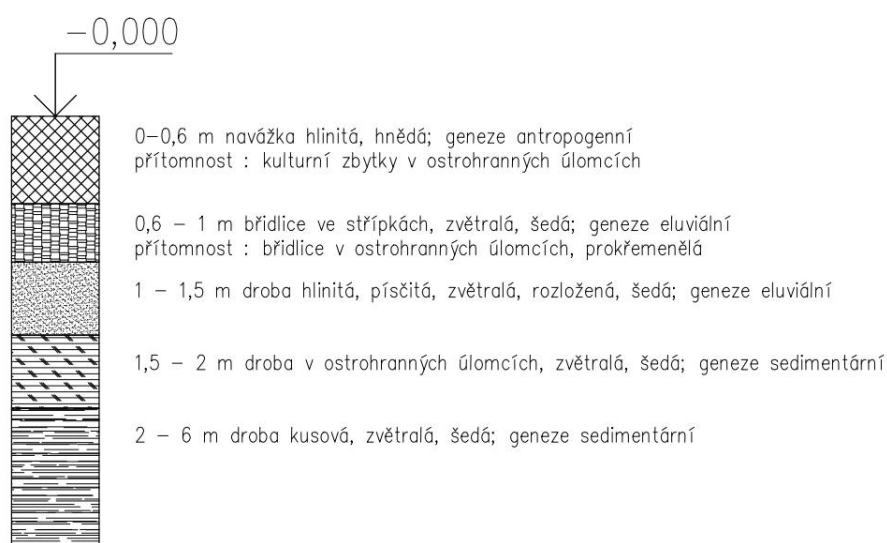 -0,000
0-0,6 m navážka hlinitá, hnědá; geneze antropogenní
přítomnost : kulturní zbytky v ostrohranných úlomcích
0,6 - 1 m břidlice ve střípkách, zvětralá, šedá; geneze eluviální
přítomnost : břidlice v ostrohranných úlomcích, prokřemenělá
1 - 1,5 m droba hlinitá, písčitá, zvětralá, rozložená, šedá; geneze eluviální
1,5 - 2 m droba v ostrohranných úlomcích, zvětralá, šedá; geneze sedimentární
2 - 6 m droba kusová, zvětralá, šedá; geneze sedimentární